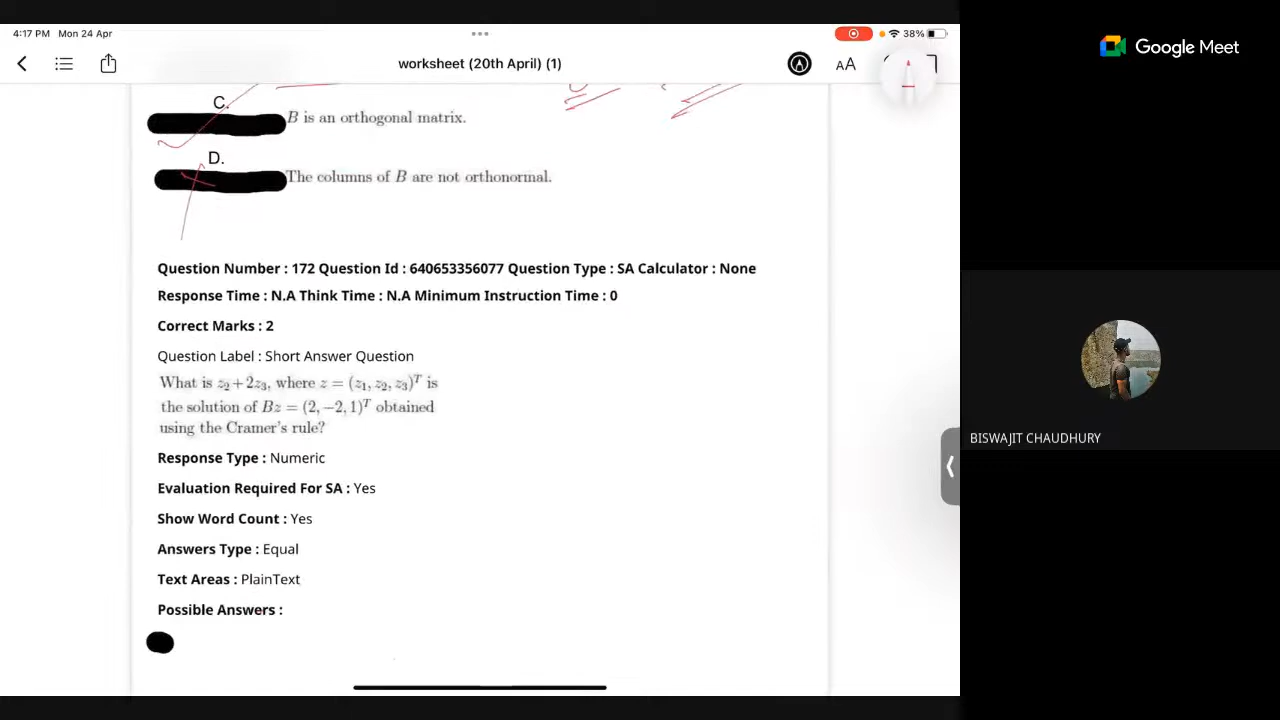 4:17 PM Mon 24 Apr
38%
Google Meet
worksheet (20th April) (1)
AA
C.
B is an orthogonal matrix.
D.
The columns of B are not orthonormal.
Question Number : 172 Question Id : 640653356077 Question Type : SA Calculator : None
Response Time : N.A Think Time : N.A Minimum Instruction Time : 0
Correct Marks : 2
Question Label : Short Answer Question
What is z₂+2z₃, where z = (z₁, z₂, z₃)ᵀ is
the solution of Bz = (2, −2, 1)ᵀ obtained
using the Cramer's rule?
Response Type : Numeric
Evaluation Required For SA : Yes
Show Word Count : Yes
Answers Type : Equal
Text Areas : PlainText
Possible Answers :
BISWAJIT CHAUDHURY